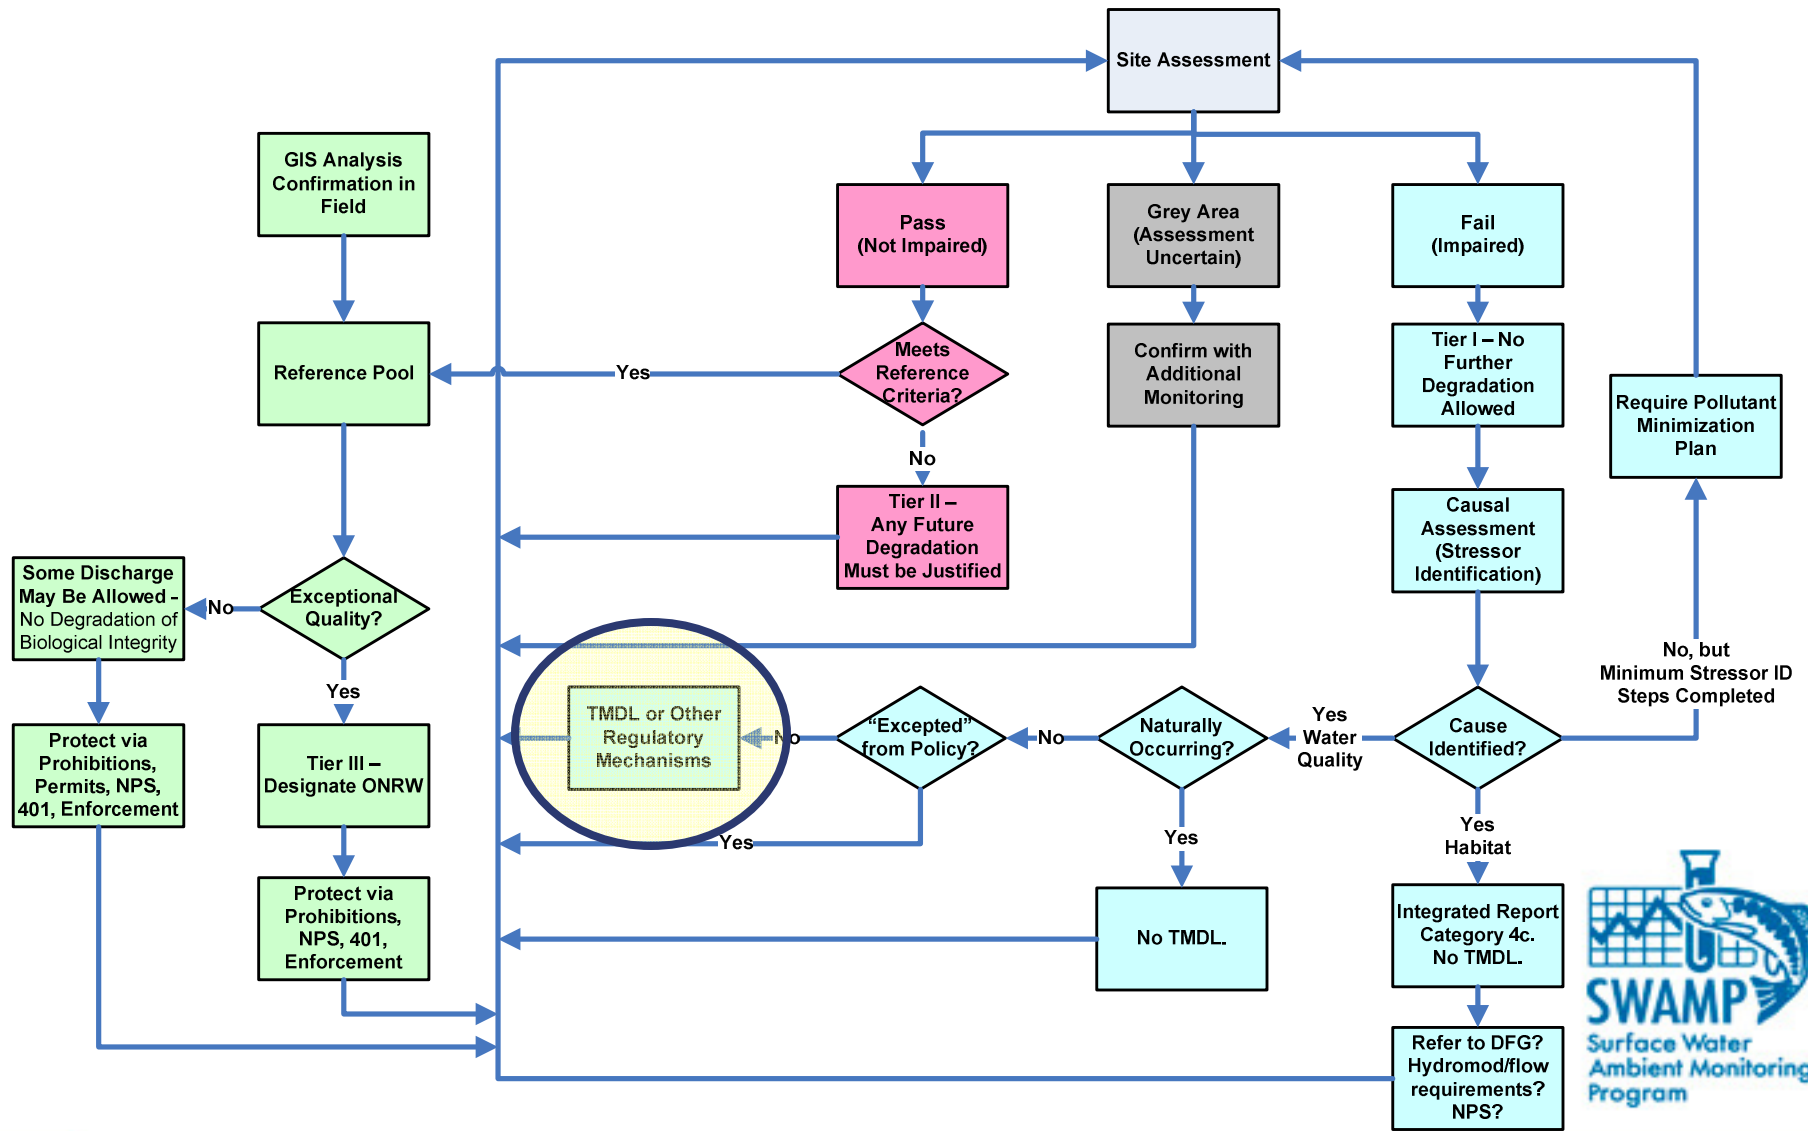 Site Assessment
GIS Analysis
Confirmation in
Field
Pass
(Not Impaired)
Grey Area
(Assessment
Uncertain)
Fail
(Impaired)
Reference Pool
Yes
Meets
Reference
Criteria?
Confirm with
Additional
Monitoring
Tier I – No
Further
Degradation
Allowed
Require Pollutant
Minimization
Plan
No
Tier II –
Any Future
Degradation
Must be Justified
Causal
Assessment
(Stressor
Identification)
Some Discharge
May Be Allowed -
No Degradation of
Biological Integrity
No
Exceptional
Quality?
Yes
No, but
Minimum Stressor ID
Steps Completed
TMDL or Other
Regulatory
Mechanisms
No
“Excepted”
from Policy?
No
Naturally
Occurring?
Yes
Water
Quality
Cause
Identified?
Protect via
Prohibitions,
Permits, NPS,
401, Enforcement
Tier III –
Designate ONRW
Yes
Yes
Yes
Habitat
Protect via
Prohibitions,
NPS, 401,
Enforcement
No TMDL.
Integrated Report
Category 4c.
No TMDL.
Refer to DFG?
Hydromod/flow
requirements?
NPS?
SWAMP
Surface Water
Ambient Monitoring
Program